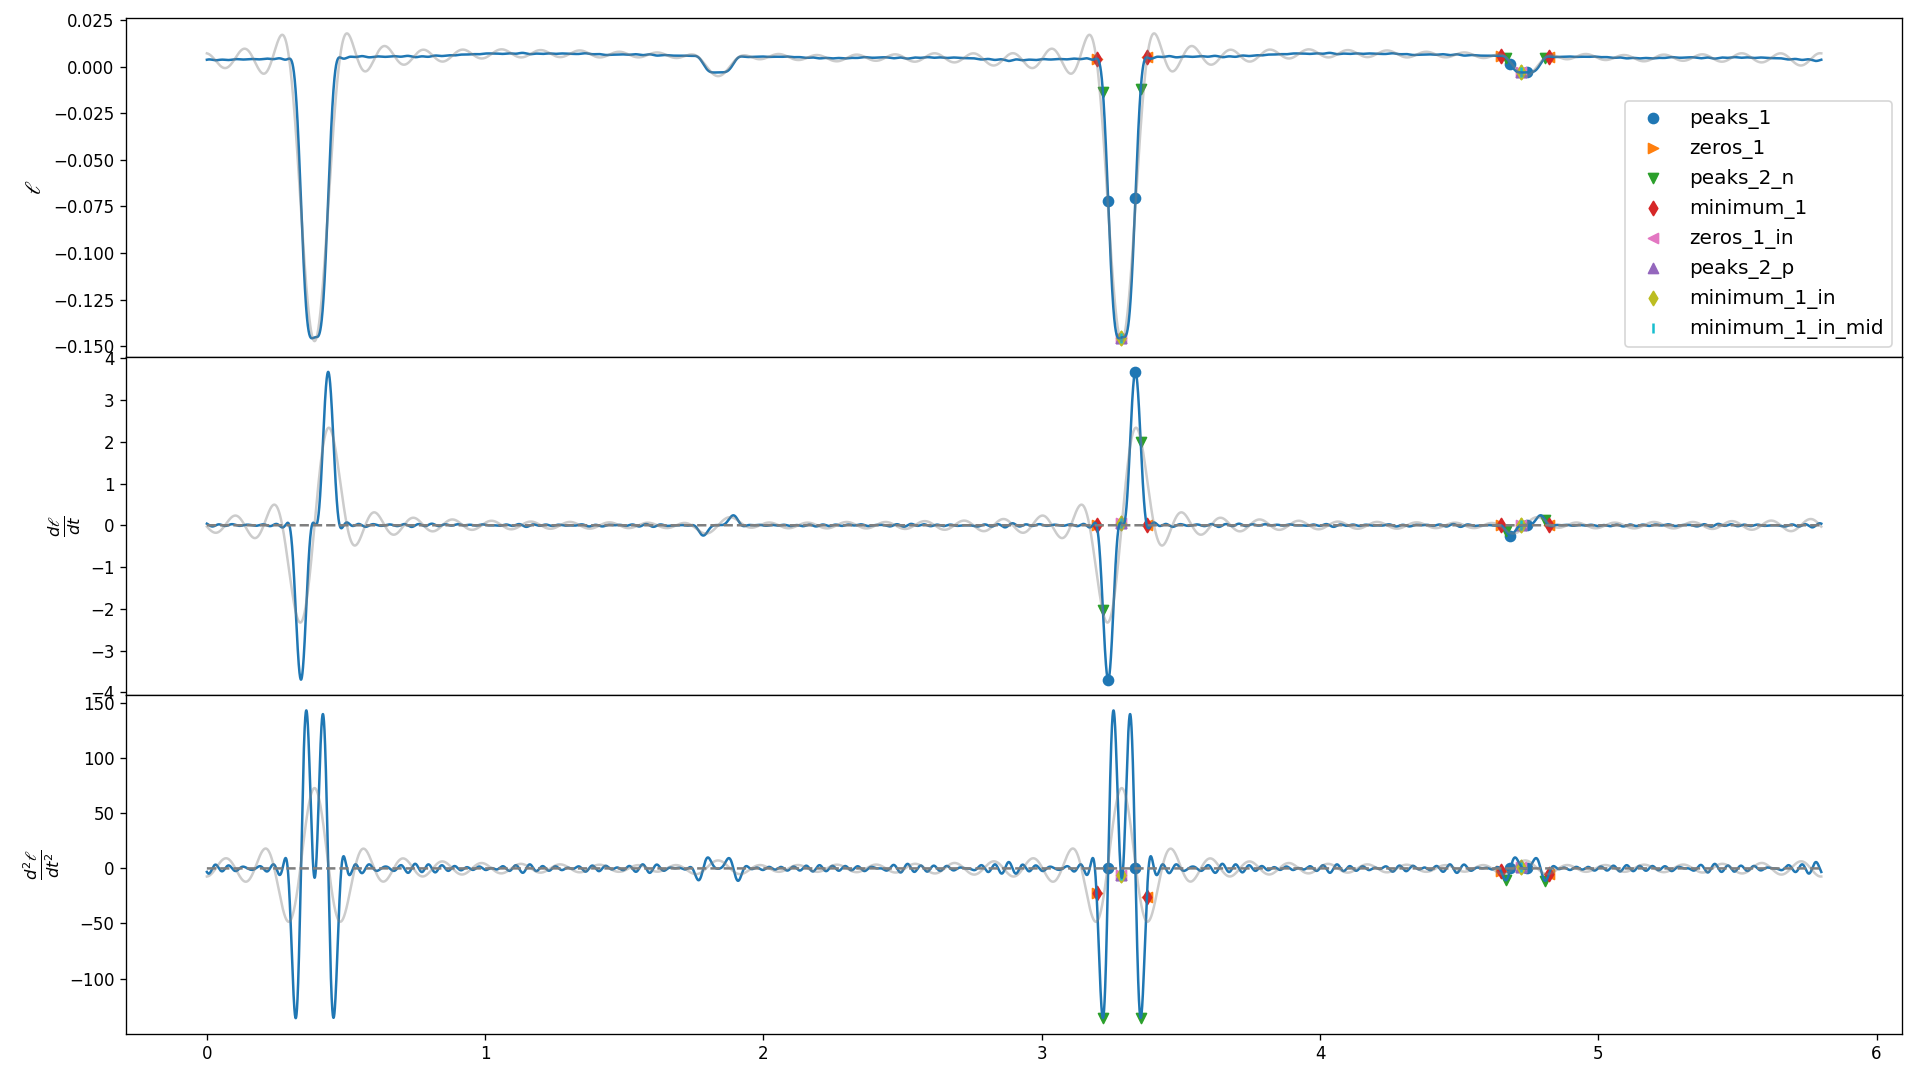 0.025
0.000
−0.025
−0.050
−0.075
−0.100
−0.125
−0.150
ℓ
peaks_1
zeros_1
peaks_2_n
minimum_1
zeros_1_in
peaks_2_p
minimum_1_in
minimum_1_in_mid
4
3
2
1
0
−1
−2
−3
−4
dℓ
dt
150
100
50
0
−50
−100
d²ℓ
dt²
0 1 2 3 4 5 6